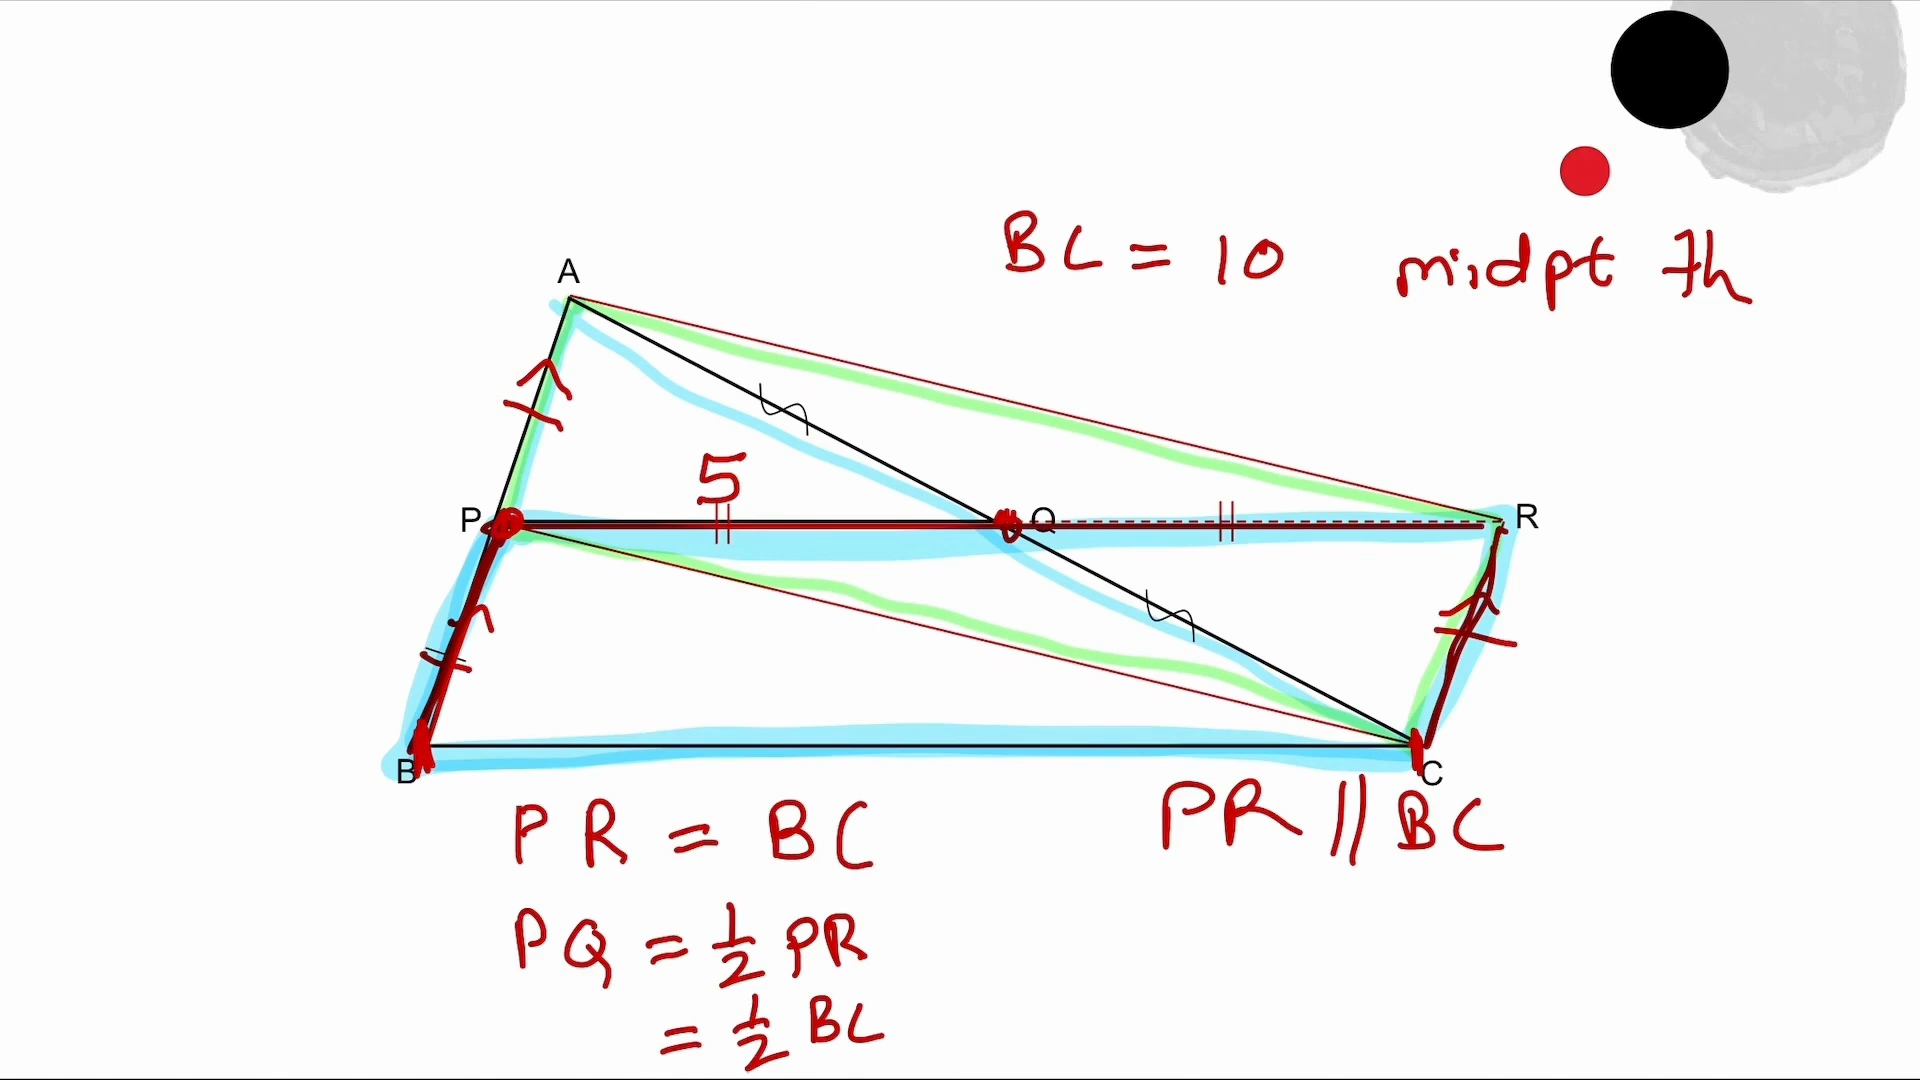 BC = 10 midpt Th
A
5
P Q R
B C
PR = BC PR || BC
PQ = 1/2 PR
= 1/2 BC